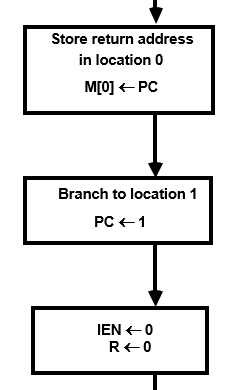 Store return address
in location 0
M[0] ← PC
Branch to location 1
PC ← 1
IEN ← 0
R ← 0